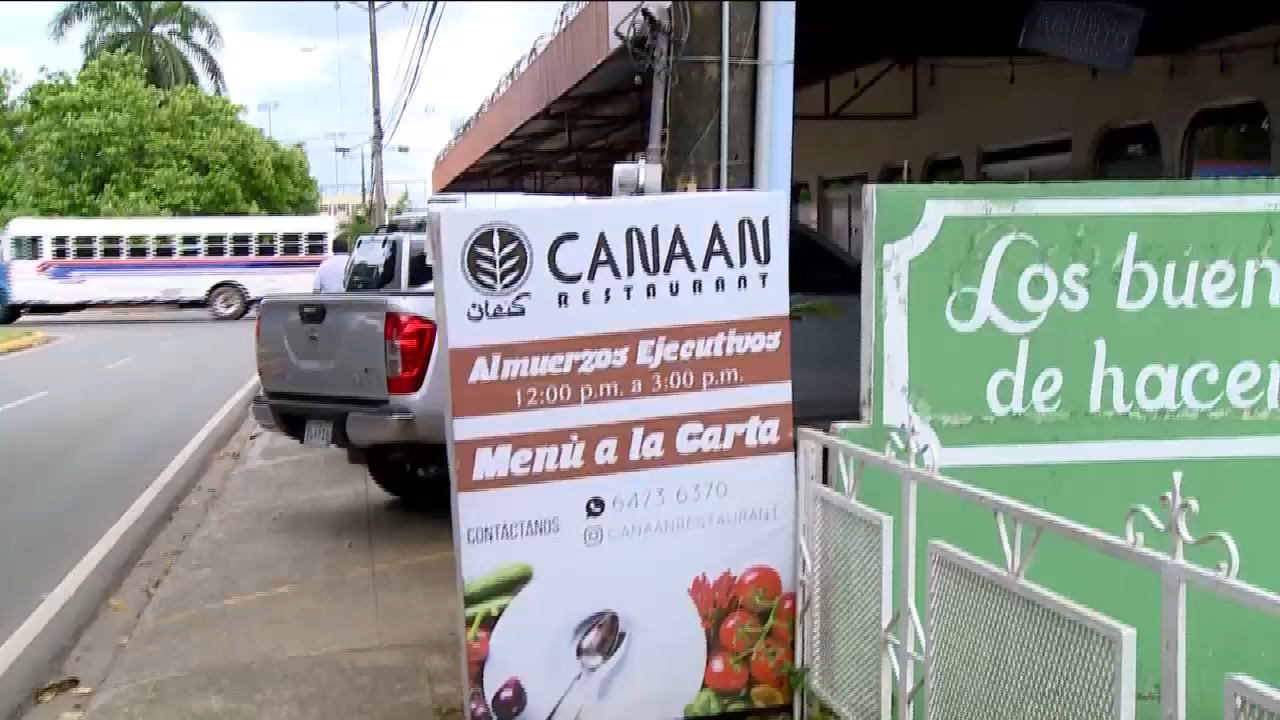 CANAAN
RESTAURANT
كنعان
Almuerzos Ejecutivos
12:00 p.m. a 3:00 p.m.
Menù a la Carta
CONTÁCTANOS
6473 6370
CANAANRESTAURANT
Los buen
de hacer